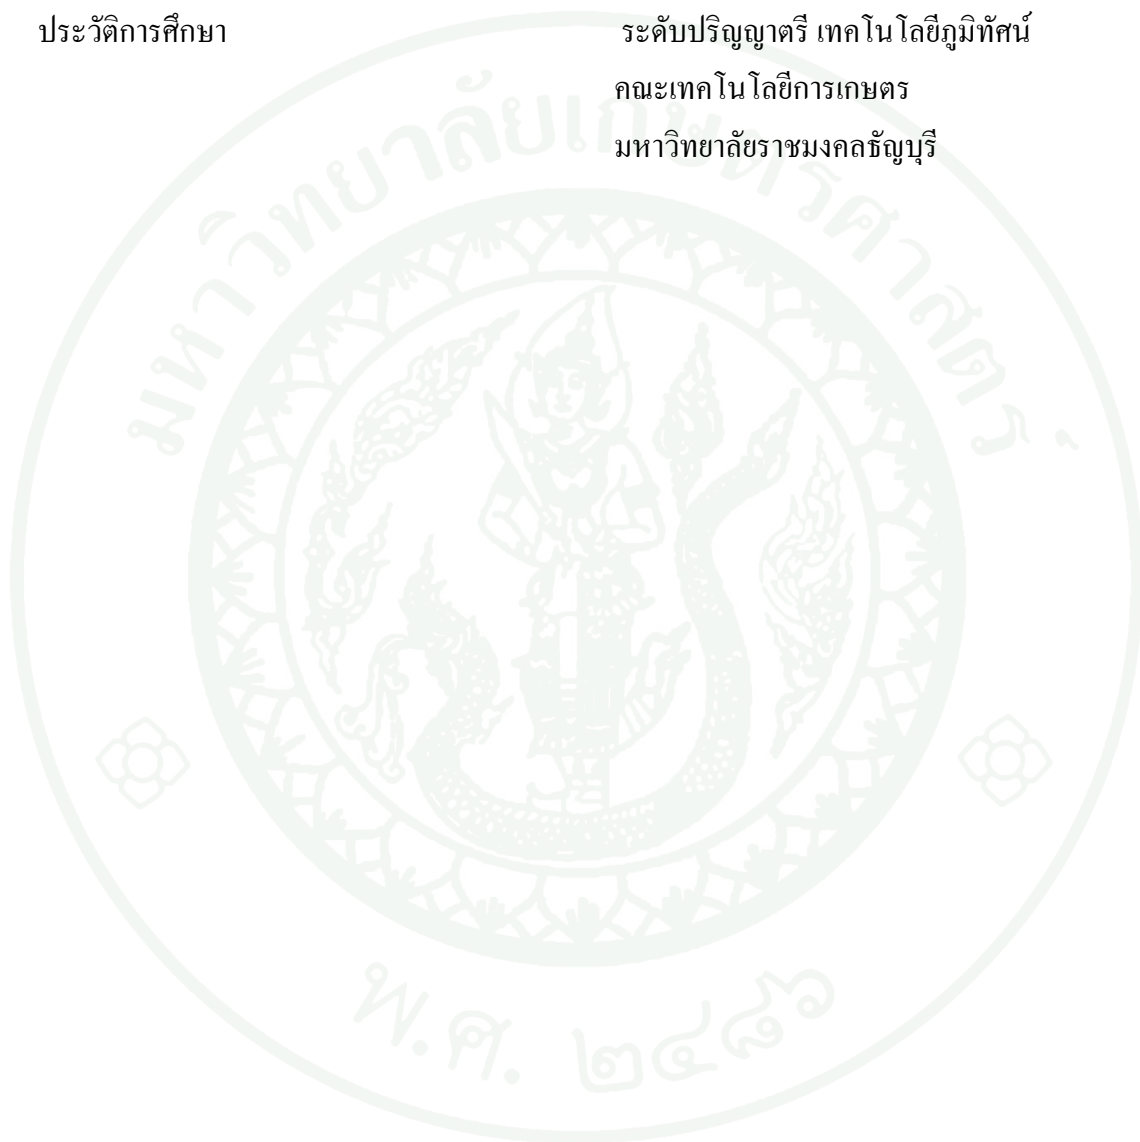 ประวัติการศึกษา ระดับปริญญาตรี เทคโนโลยีภูมิทัศน์
คณะเทคโนโลยีการเกษตร
มหาวิทยาลัยราชมงคลธัญบุรี
มหาวิทยาลัยเกษตรศาสตร์
พ.ศ. ๒๔๘๖